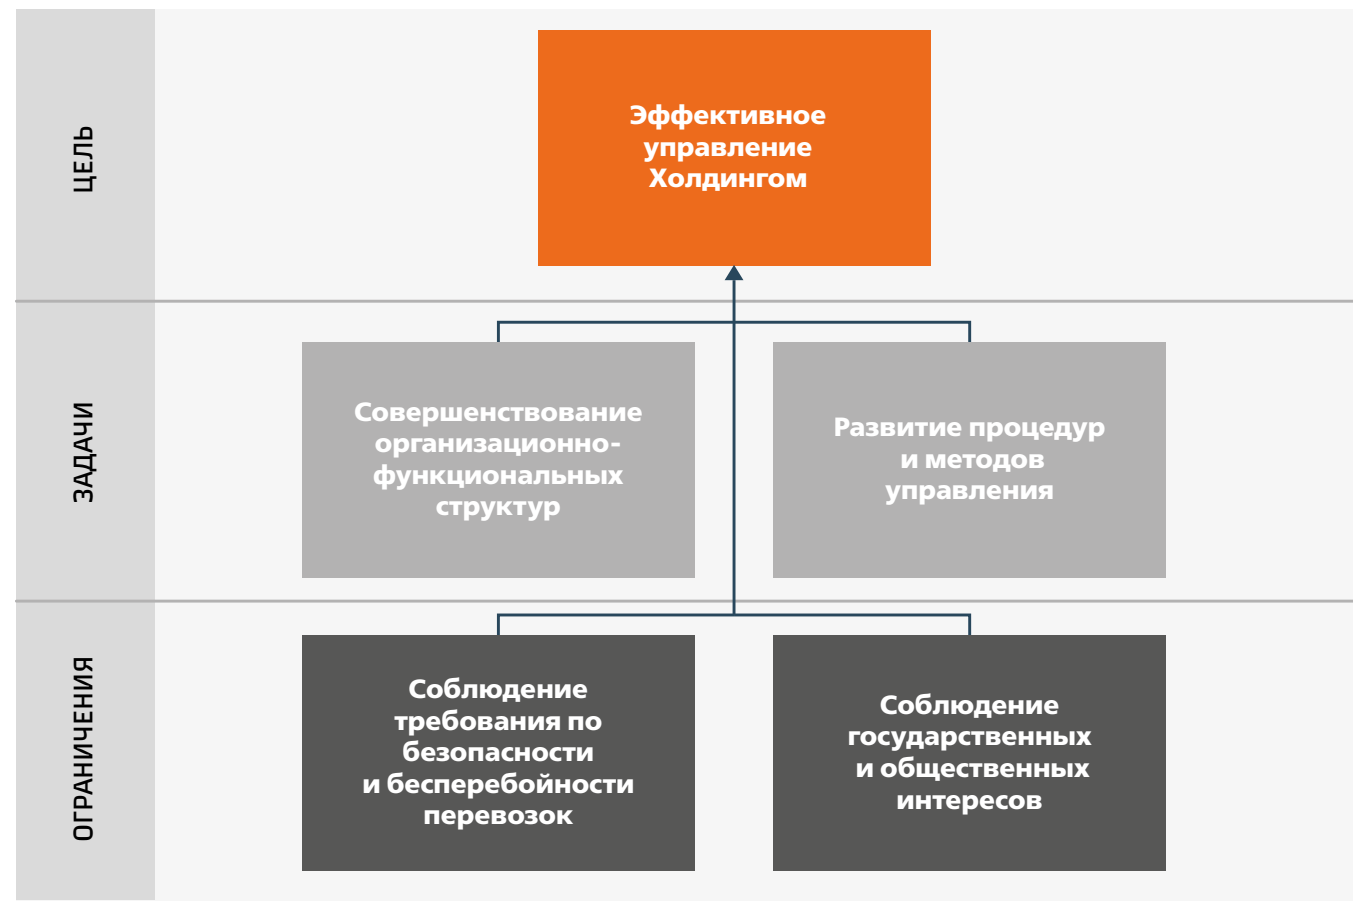 ЦЕЛЬ
Эффективное
управление
Холдингом
ЗАДАЧИ
Совершенствование
организационно-
функциональных
структур
Развитие процедур
и методов
управления
ОГРАНИЧЕНИЯ
Соблюдение
требования по
безопасности
и бесперебойности
перевозок
Соблюдение
государственных
и общественных
интересов